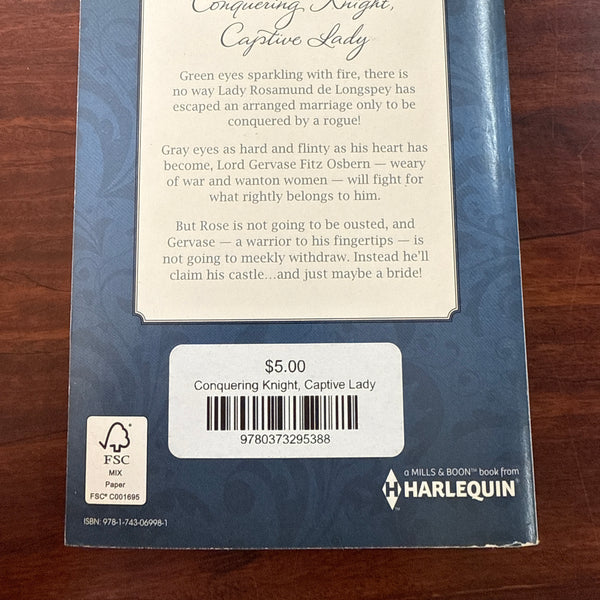 Conquering Knight,
Captive Lady
Green eyes sparkling with fire, there is
no way Lady Rosamund de Longspey has
escaped an arranged marriage only to be
conquered by a rogue!
Gray eyes as hard and flinty as his heart has
become, Lord Gervase Fitz Osbern — weary
of war and wanton women — will fight for
what rightly belongs to him.
But Rose is not going to be ousted, and
Gervase — a warrior to his fingertips — is
not going to meekly withdraw. Instead he'll
claim his castle...and just maybe a bride!
$5.00
Conquering Knight, Captive Lady
9780373295388
FSC
MIX
Paper
FSC® C001695
a MILLS & BOON™ book from
H HARLEQUIN®
™
ISBN: 978-1-743-06998-1